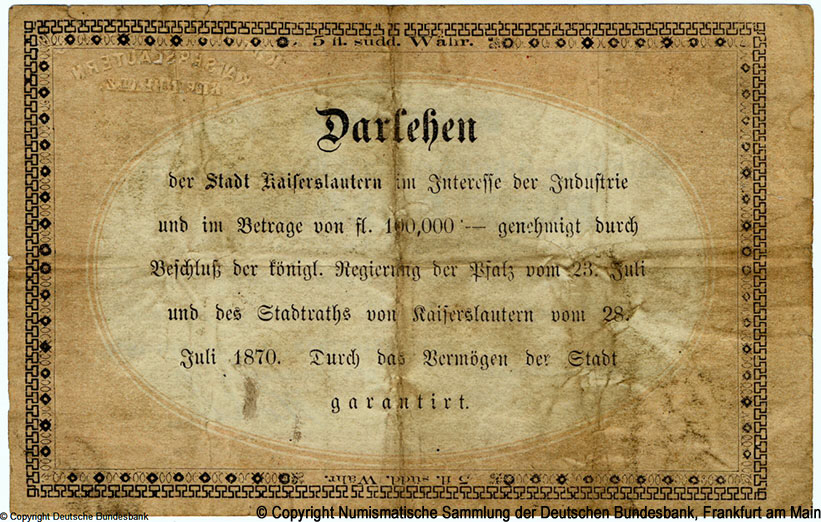 5 fl. südd. Währ.
KAISERSLAUTERN
Darlehen
der Stadt Kaiserslautern im Interesse der Industrie
und im Betrage von fl. 100,000 — genehmigt durch
Beschluß der königl. Regierung der Pfalz vom 23. Juli
und des Stadtraths von Kaiserslautern vom 28.
Juli 1870. Durch das Vermögen der Stadt
garantirt.
5 fl. südd. Währ.
© Copyright Deutsche Bundesbank
© Copyright Numismatische Sammlung der Deutschen Bundesbank, Frankfurt am Main